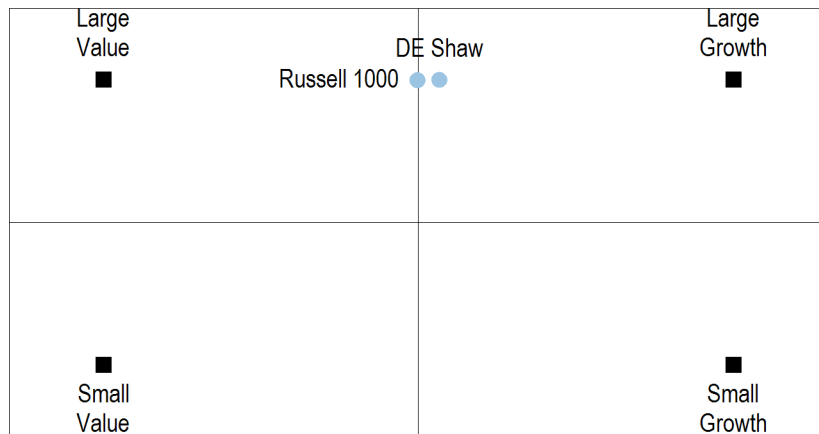 Large
Value
DE Shaw
Large
Growth
Russell 1000
Small
Value
Small
Growth